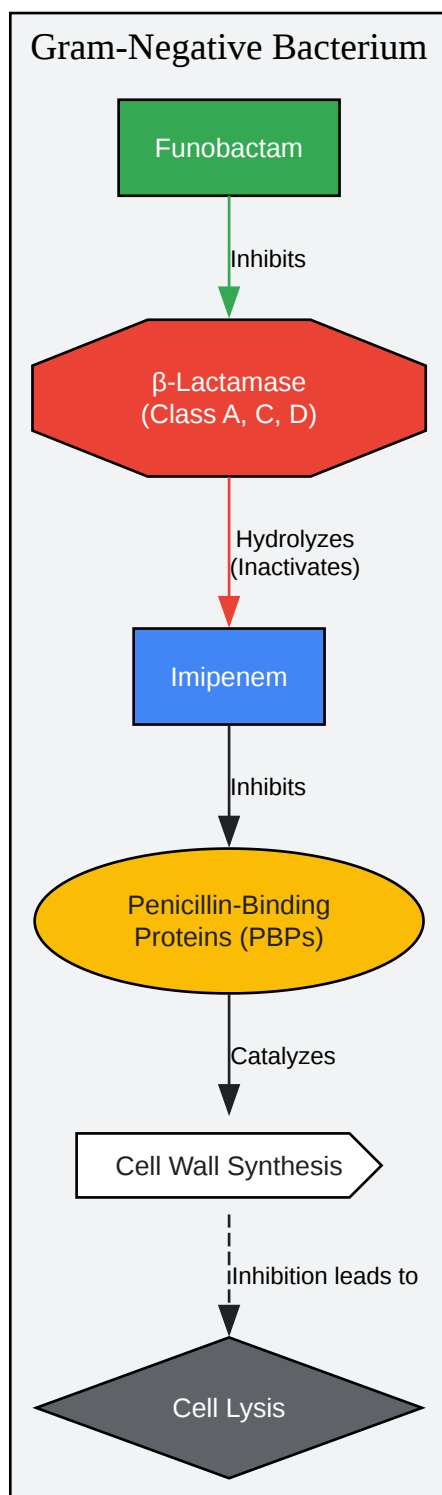 Gram-Negative Bacterium
Funobactam
Inhibits
β-Lactamase
(Class A, C, D)
Hydrolyzes
(Inactivates)
Imipenem
Inhibits
Penicillin-Binding
Proteins (PBPs)
Catalyzes
Cell Wall Synthesis
Inhibition leads to
Cell Lysis